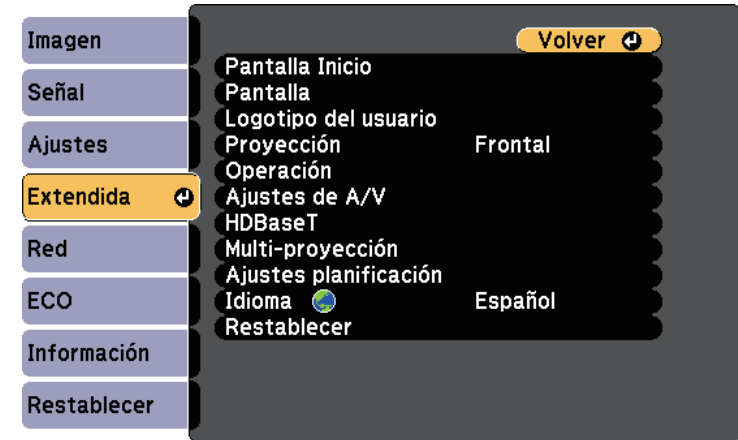 Imagen
Señal
Ajustes
Extendida
Red
ECO
Información
Restablecer
Volver
Pantalla Inicio
Pantalla
Logotipo del usuario
Proyección Frontal
Operación
Ajustes de A/V
HDBaseT
Multi-proyección
Ajustes planificación
Idioma Español
Restablecer